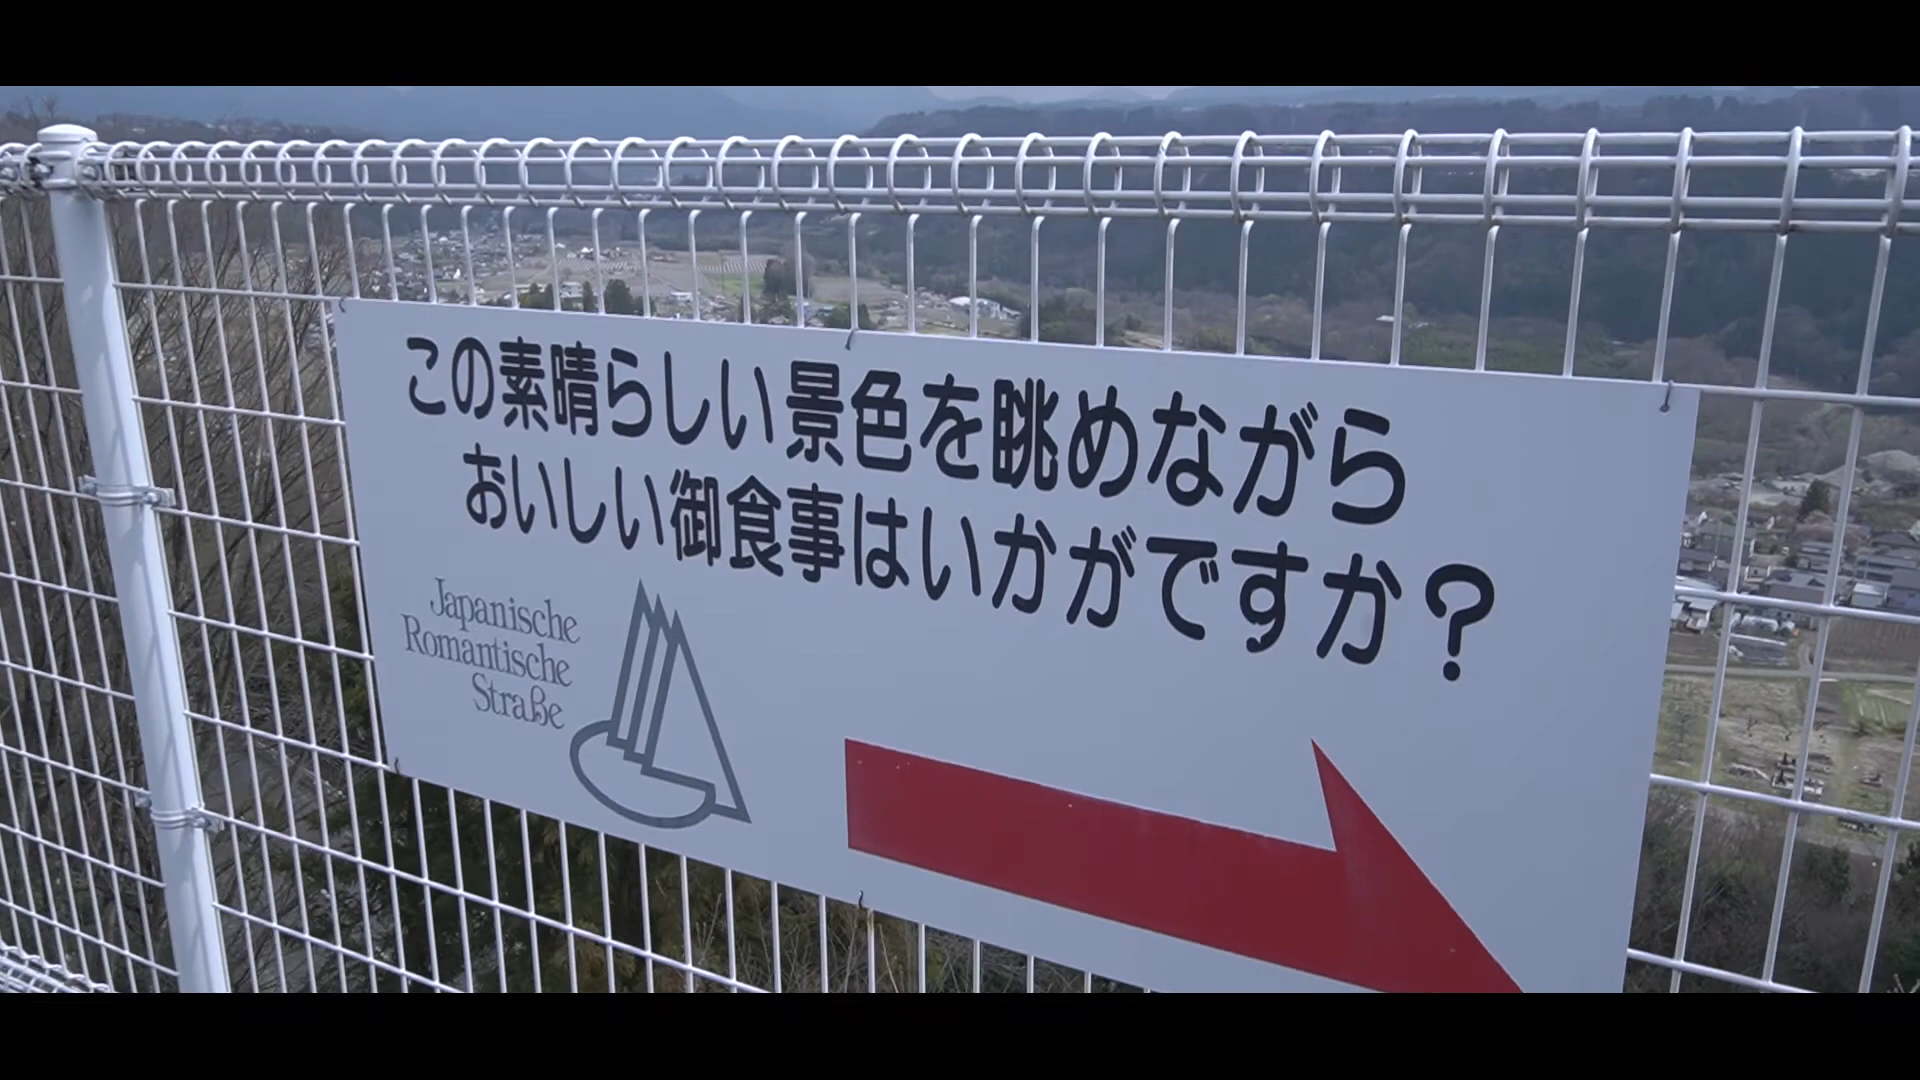 この素晴らしい景色を眺めながら
おいしい御食事はいかがですか?
Japanische
Romantische
Straße